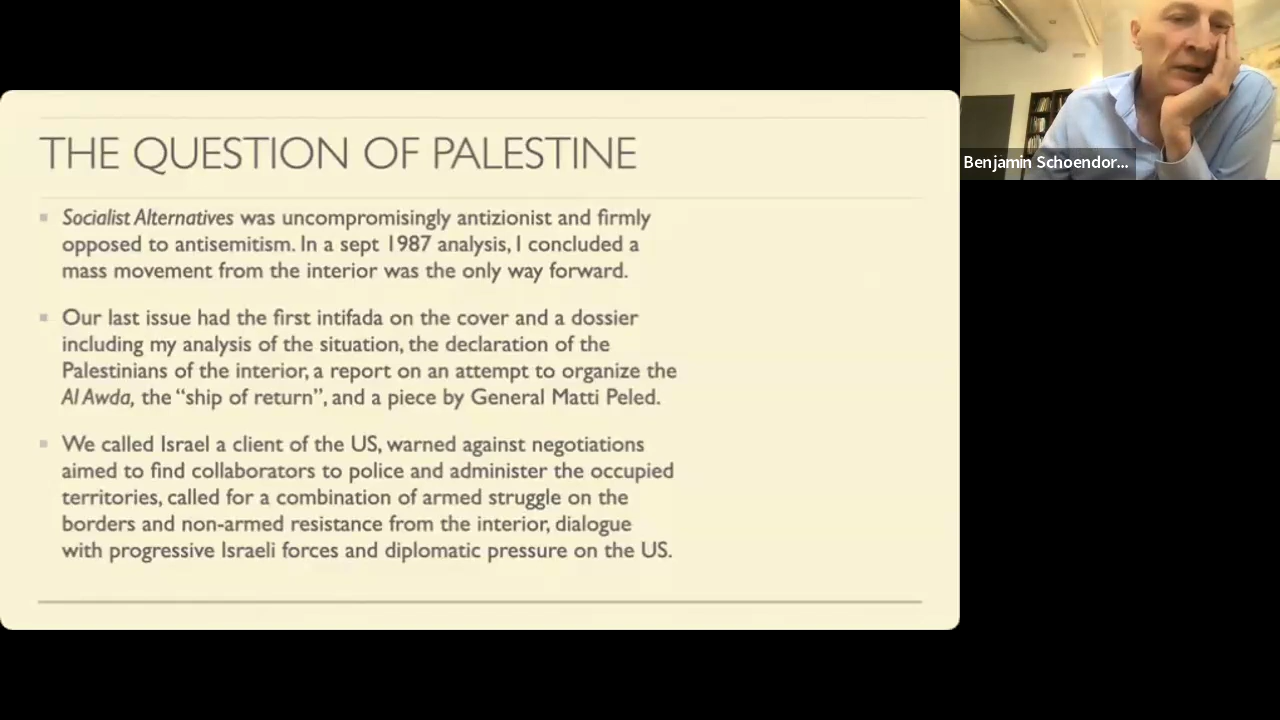 THE QUESTION OF PALESTINE
Socialist Alternatives was uncompromisingly antizionist and firmly
opposed to antisemitism. In a sept 1987 analysis, I concluded a
mass movement from the interior was the only way forward.
Our last issue had the first intifada on the cover and a dossier
including my analysis of the situation, the declaration of the
Palestinians of the interior, a report on an attempt to organize the
Al Awda, the “ship of return”, and a piece by General Matti Peled.
We called Israel a client of the US, warned against negotiations
aimed to find collaborators to police and administer the occupied
territories, called for a combination of armed struggle on the
borders and non-armed resistance from the interior, dialogue
with progressive Israeli forces and diplomatic pressure on the US.
Benjamin Schoendor...